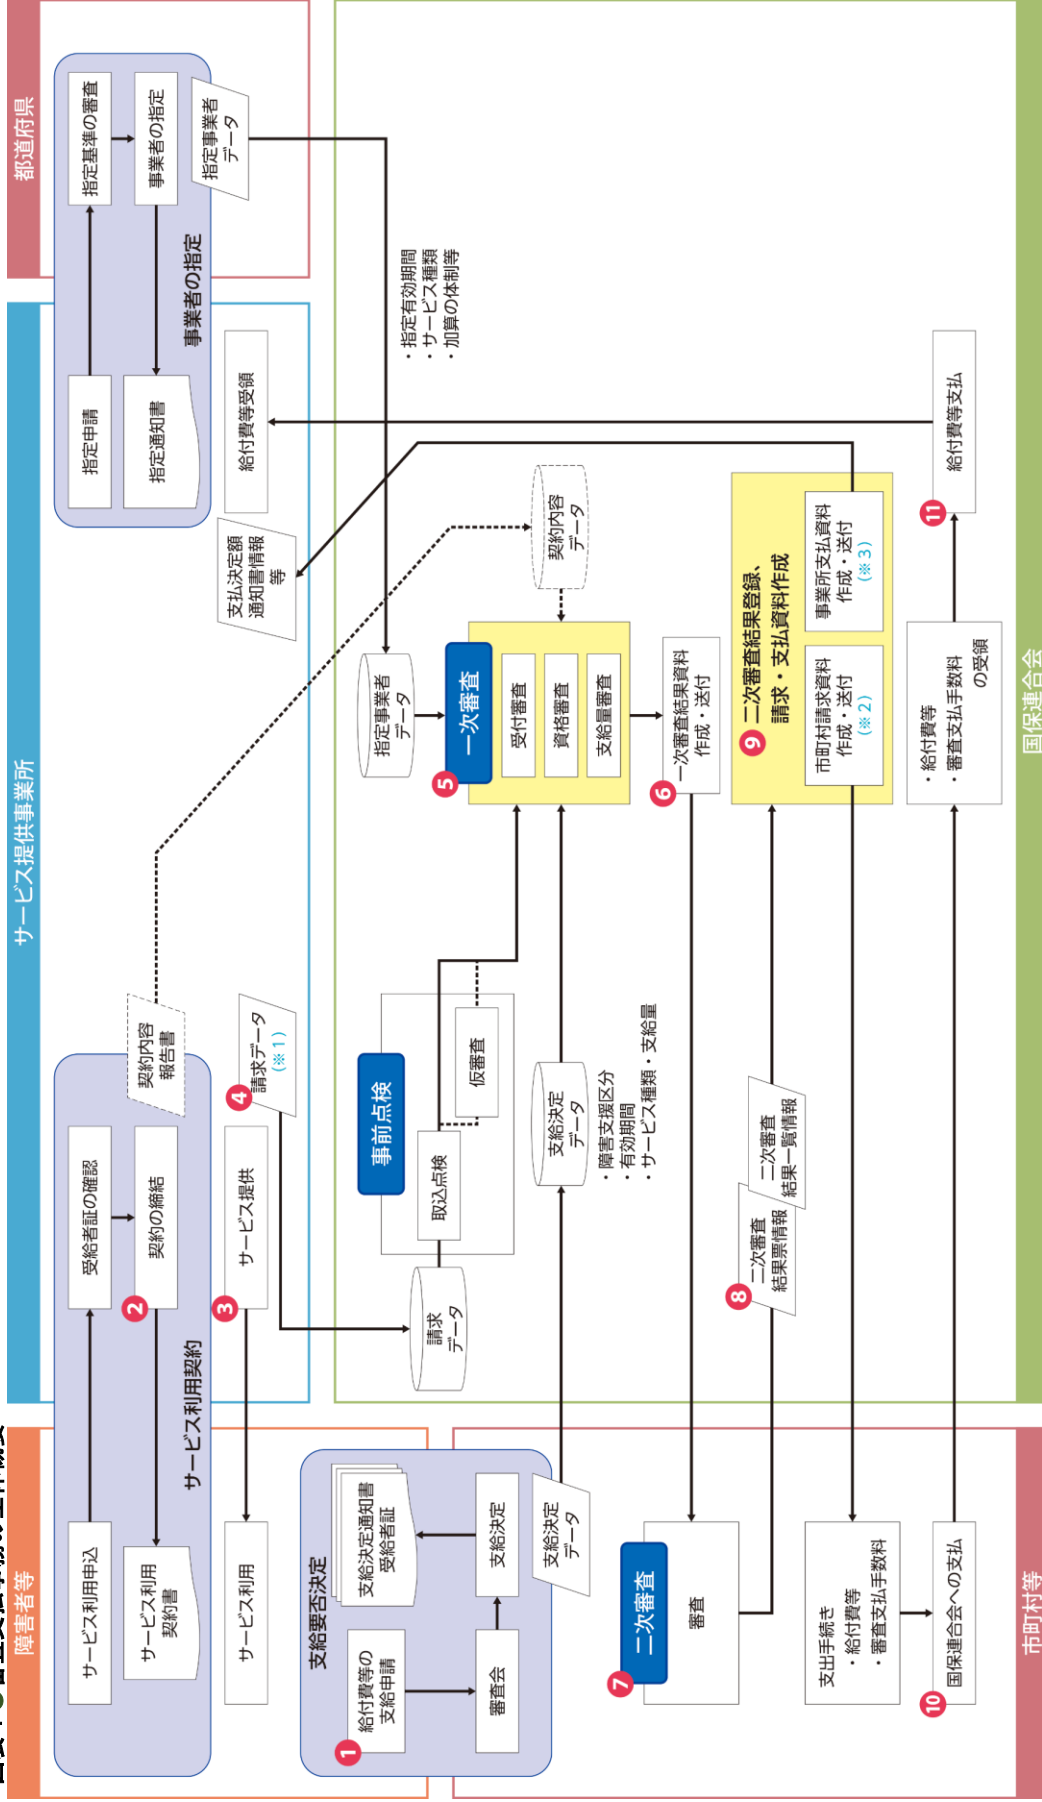 障害者等
サービス提供事業所
都道府県
サービス利用申込
受給者証の確認
指定申請
指定基準の審査
サービス利用
契約書
2
契約の締結
契約内容
報告書
指定通知書
事業者の指定
サービス利用契約
事業者の指定
指定事業者
データ
サービス利用
3
サービス提供
4
請求データ
(※1)
支払決定額
通知書情報
等
給付費等受領
支給要否決定
1
給付費等の
支給申請
支給決定通知書
受給者証
審査会
支給決定
支給決定
データ
請求
データ
事前点検
取込点検
仮審査
指定事業者
データ
・指定有効期間
・サービス種類
・加算の体制等
5
一次審査
受付審査
資格審査
支給量審査
契約内容
データ
支給決定
データ
・障害支援区分
・有効期間
・サービス種類・支給量
6
一次審査結果資料
作成・送付
7
二次審査
審査
8
二次審査
結果票情報
二次審査
結果一覧情報
9
二次審査結果登録、
請求・支払資料作成
市町村請求資料
作成・送付
(※2)
事業所支払資料
作成・送付
(※3)
支出手続き
・給付費等
・審査支払手数料
10
国保連合会への支払
・給付費等
・審査支払手数料
の受領
11
給付費等支払
市町村等
国保連合会